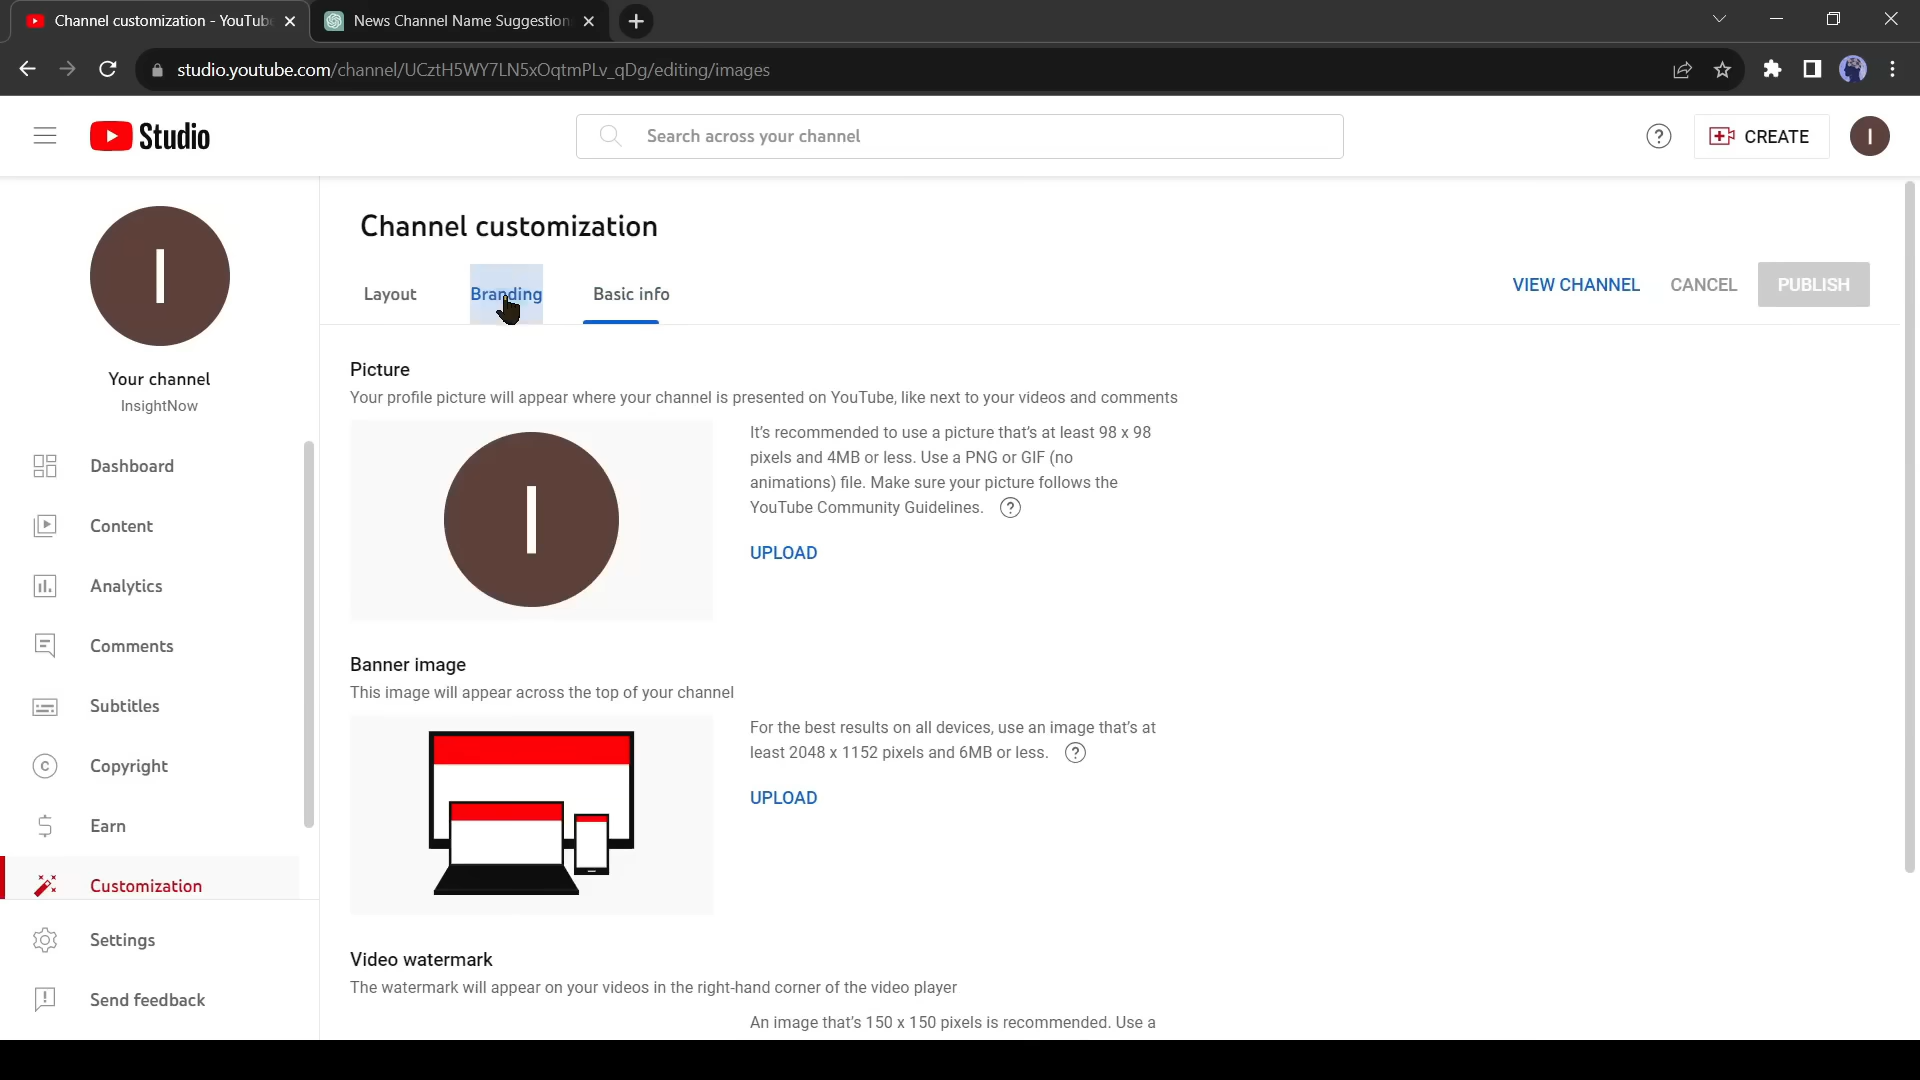 Channel customization - YouTub
News Channel Name Suggestion
studio.youtube.com/channel/UCztH5WY7LN5xOqtmPLv_qDg/editing/images
Studio
Search across your channel
CREATE
I
I
Your channel
InsightNow
Dashboard
Content
Analytics
Comments
Subtitles
Copyright
Earn
Customization
Settings
Send feedback
Channel customization
Layout
Branding
Basic info
VIEW CHANNEL
CANCEL
PUBLISH
Picture
Your profile picture will appear where your channel is presented on YouTube, like next to your videos and comments
I
It's recommended to use a picture that's at least 98 x 98
pixels and 4MB or less. Use a PNG or GIF (no
animations) file. Make sure your picture follows the
YouTube Community Guidelines.
UPLOAD
Banner image
This image will appear across the top of your channel
For the best results on all devices, use an image that's at
least 2048 x 1152 pixels and 6MB or less.
UPLOAD
Video watermark
The watermark will appear on your videos in the right-hand corner of the video player
An image that's 150 x 150 pixels is recommended. Use a